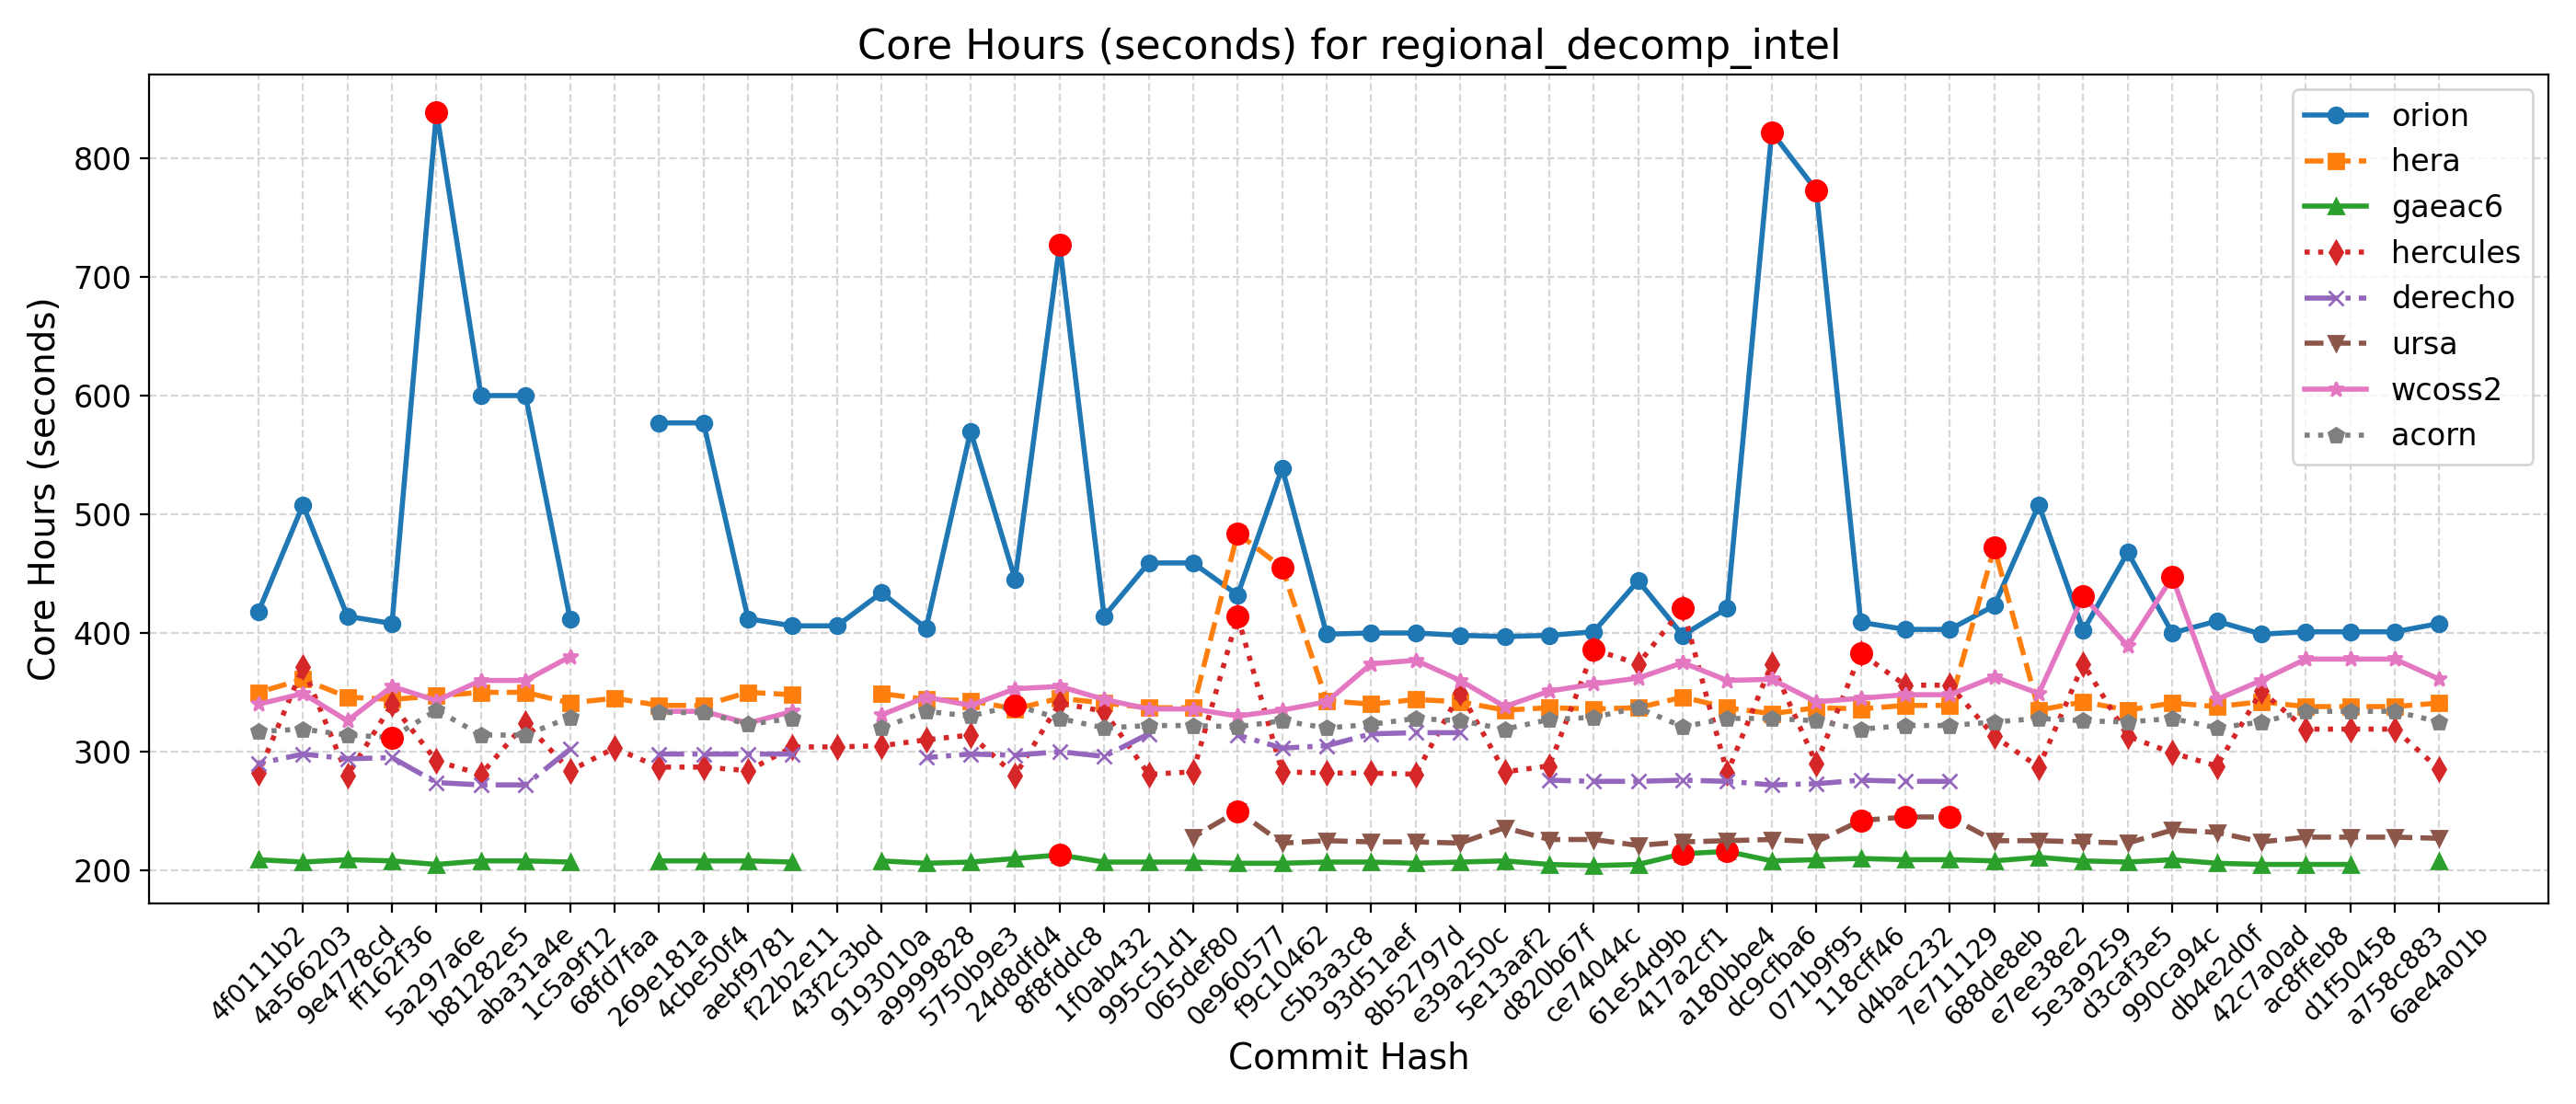 Core Hours (seconds) for regional_decomp_intel
Core Hours (seconds)
800
700
600
500
400
300
200
orion
hera
gaeac6
hercules
derecho
ursa
wcoss2
acorn
4f0111b2
4a566203
9e4778cd
ff162f36
5a297a6e
b81282e5
aba31a4e
1c5a9f12
68fd7faa
269e181a
4cbe50f4
aebf9781
f22b2e11
43f2c3bd
9193010a
a9999828
5750b9e3
24d8dfd4
8f8fddc8
1f0ab432
995c51d1
065def80
0e960577
f9c10462
c5b3a3c8
93d51aef
8b52797d
e39a250c
5e13aaf2
d820b67f
ce74044c
61e54d9b
417a2cf1
a180bbe4
dc9cfba6
071b9f95
118cff46
d4bac232
7e711129
688de8eb
e7ee38e2
5e3a9259
d3caf3e5
990ca94c
db4e2d0f
42c7a0ad
ac8ffeb8
d1f50458
a758c883
6ae4a01b
Commit Hash